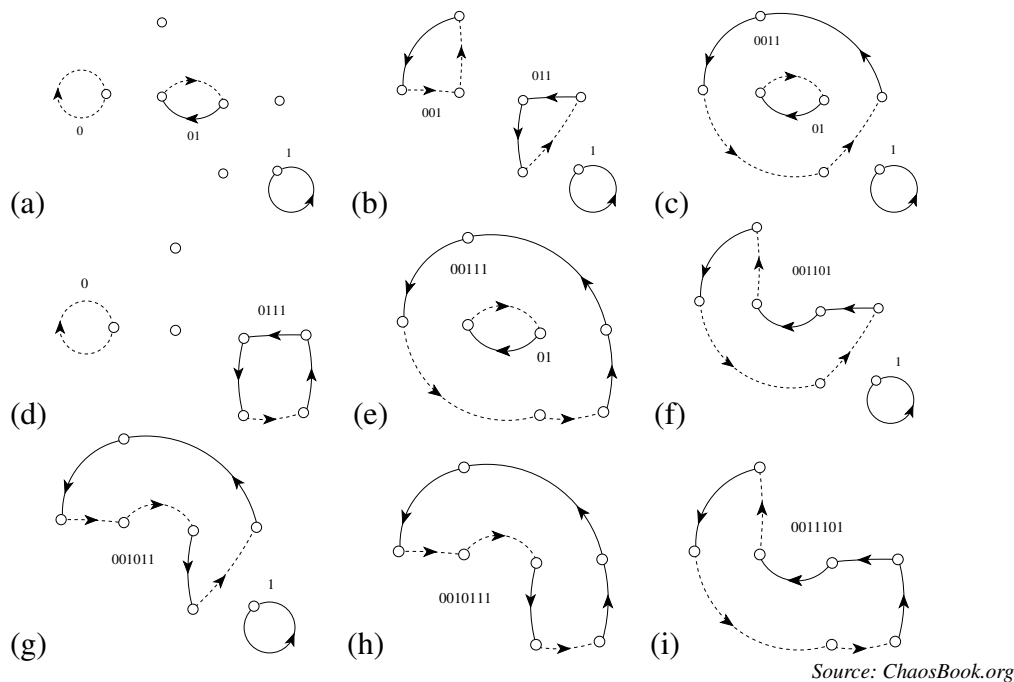 0
01
1
(a)
001
011
1
(b)
0011
01
1
(c)
0
0111
(d)
00111
01
(e)
001101
1
(f)
001011
1
(g)
0010111
(h)
0011101
(i)
Source: ChaosBook.org